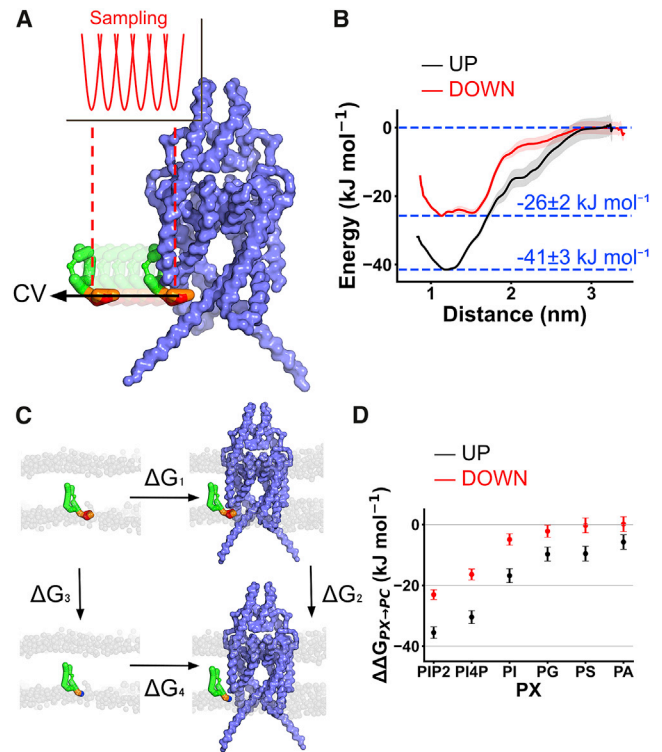 A
Sampling
CV
B
UP
DOWN
Energy (kJ mol⁻¹)
0
−20
−40
-26±2 kJ mol⁻¹
-41±3 kJ mol⁻¹
1 2 3
Distance (nm)
C
ΔG₁
ΔG₃
ΔG₂
ΔG₄
D
UP
DOWN
ΔΔG_PX→PC (kJ mol⁻¹)
0
−20
−40
PIP2 PI4P PI PG PS PA
PX